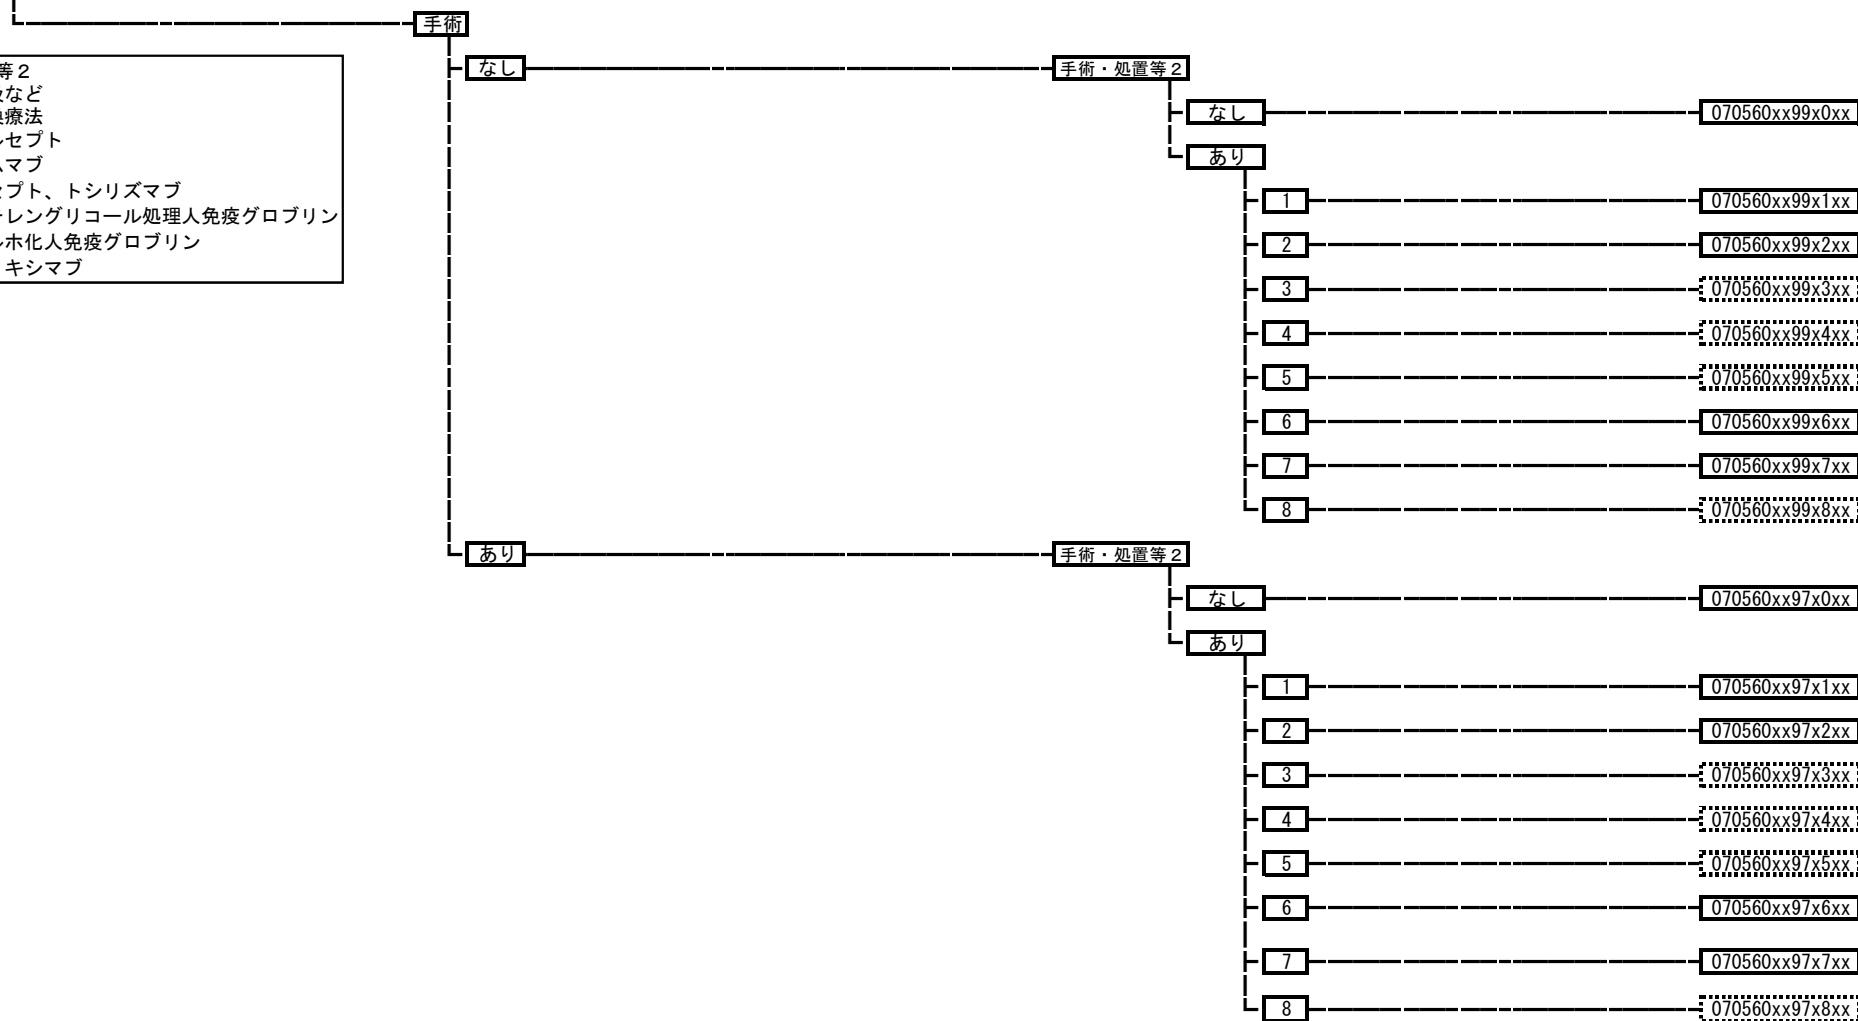 手術
等２
なし
手術・処置等２
など
療法
セプト
マブ
プト、トシリズマブ
レングリコール処理人免疫グロブリン
ホ化人免疫グロブリン
キシマブ
なし
070560xx99x0xx
あり
1
070560xx99x1xx
2
070560xx99x2xx
3
070560xx99x3xx
4
070560xx99x4xx
5
070560xx99x5xx
6
070560xx99x6xx
7
070560xx99x7xx
8
070560xx99x8xx
あり
手術・処置等２
なし
070560xx97x0xx
あり
1
070560xx97x1xx
2
070560xx97x2xx
3
070560xx97x3xx
4
070560xx97x4xx
5
070560xx97x5xx
6
070560xx97x6xx
7
070560xx97x7xx
8
070560xx97x8xx